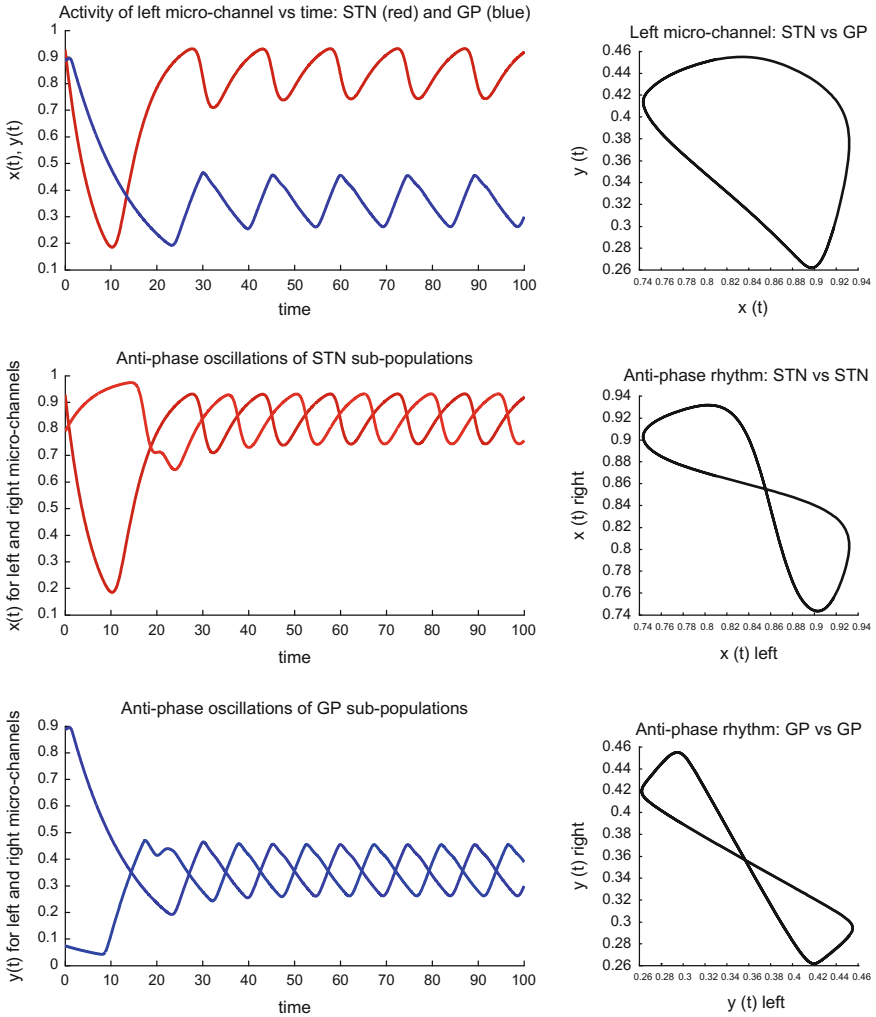 Activity of left micro-channel vs time: STN (red) and GP (blue)
x(t), y(t)
1
0.9
0.8
0.7
0.6
0.5
0.4
0.3
0.2
0.1
0 10 20 30 40 50 60 70 80 90 100
time
Left micro-channel: STN vs GP
y (t)
0.46
0.44
0.42
0.4
0.38
0.36
0.34
0.32
0.3
0.28
0.26
0.74 0.76 0.78 0.8 0.82 0.84 0.86 0.88 0.9 0.92 0.94
x (t)
Anti-phase oscillations of STN sub-populations
x(t) for left and right micro-channels
1
0.9
0.8
0.7
0.6
0.5
0.4
0.3
0.2
0.1
0 10 20 30 40 50 60 70 80 90 100
time
Anti-phase rhythm: STN vs STN
x (t) right
0.94
0.92
0.9
0.88
0.86
0.84
0.82
0.8
0.78
0.76
0.74
0.74 0.76 0.78 0.8 0.82 0.84 0.86 0.88 0.9 0.92 0.94
x (t) left
Anti-phase oscillations of GP sub-populations
y(t) for left and right micro-channels
0.9
0.8
0.7
0.6
0.5
0.4
0.3
0.2
0.1
0
0 10 20 30 40 50 60 70 80 90 100
time
Anti-phase rhythm: GP vs GP
y (t) right
0.46
0.44
0.42
0.4
0.38
0.36
0.34
0.32
0.3
0.28
0.26
0.26 0.28 0.3 0.32 0.34 0.36 0.38 0.4 0.42 0.44 0.46
y (t) left